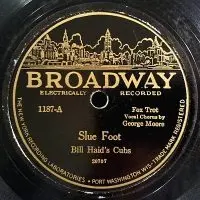 BROADWAY
ELECTRICALLY RECORDED
1187-A
Fox Trot
Vocal Chorus by
George Moore
Slue Foot
Bill Haid's Cubs
20707
THE NEW YORK RECORDING LABORATORIES - PORT WASHINGTON WIS - TRADE MARK REGISTERED